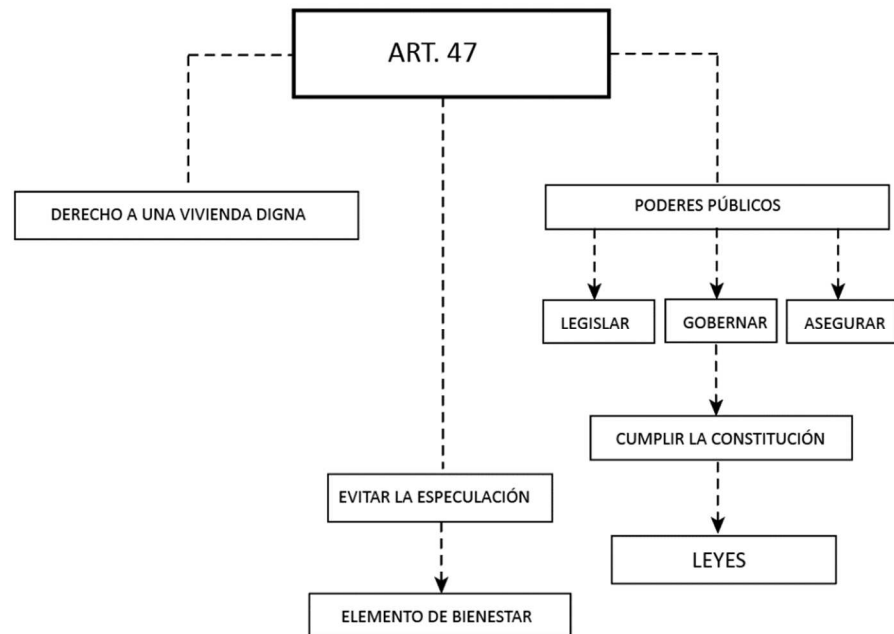 ART. 47
DERECHO A UNA VIVIENDA DIGNA
PODERES PÚBLICOS
LEGISLAR
GOBERNAR
ASEGURAR
CUMPLIR LA CONSTITUCIÓN
EVITAR LA ESPECULACIÓN
LEYES
ELEMENTO DE BIENESTAR